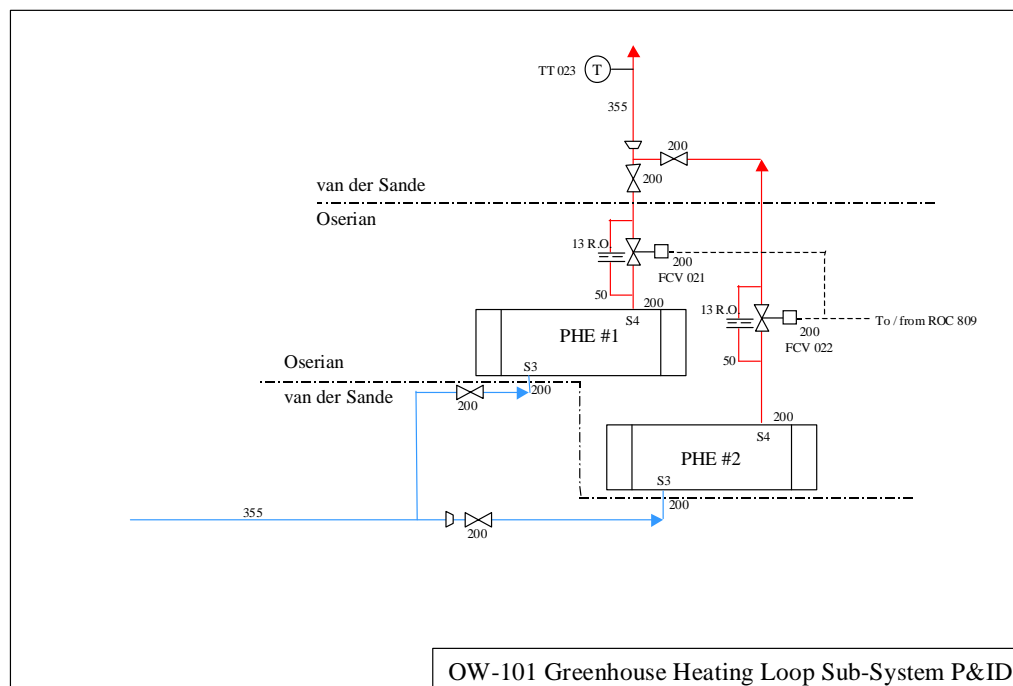 TT 023
T
355
200
200
van der Sande
Oserian
13 R.O.
200
FCV 021
50
200
S4
PHE #1
13 R.O.
200
FCV 022
To / from ROC 809
50
Oserian
S3
200
van der Sande
200
200
S4
PHE #2
S3
200
355
200
OW-101 Greenhouse Heating Loop Sub-System P&ID